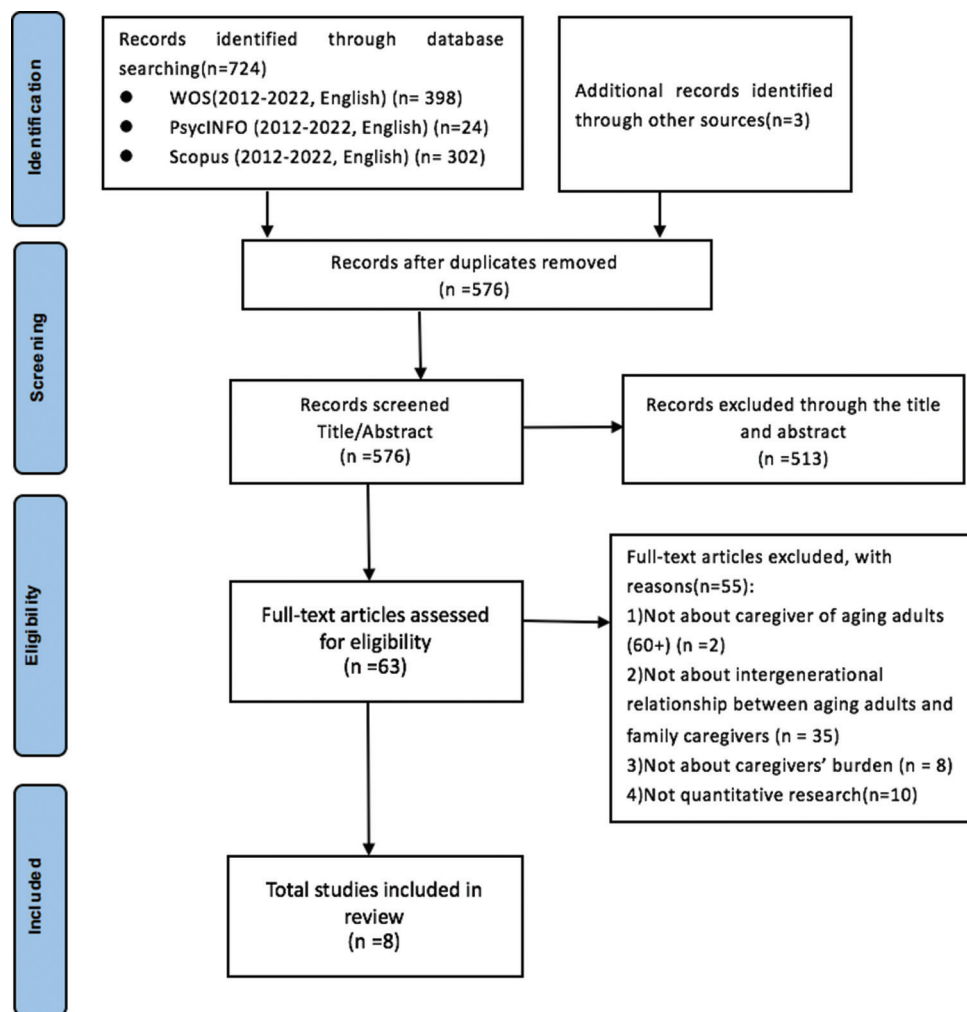 Identification
Records identified through database
searching(n=724)
● WOS(2012-2022, English) (n= 398)
● PsycINFO (2012-2022, English) (n=24)
● Scopus (2012-2022, English) (n= 302)
Additional records identified
through other sources(n=3)
Screening
Records after duplicates removed
(n =576)
Records screened
Title/Abstract
(n =576)
Records excluded through the title
and abstract
(n =513)
Eligibility
Full-text articles assessed
for eligibility
(n =63)
Full-text articles excluded, with
reasons(n=55):
1)Not about caregiver of aging adults
(60+) (n =2)
2)Not about intergenerational
relationship between aging adults and
family caregivers (n = 35)
3)Not about caregivers’ burden (n = 8)
4)Not quantitative research(n=10)
Included
Total studies included in
review
(n =8)